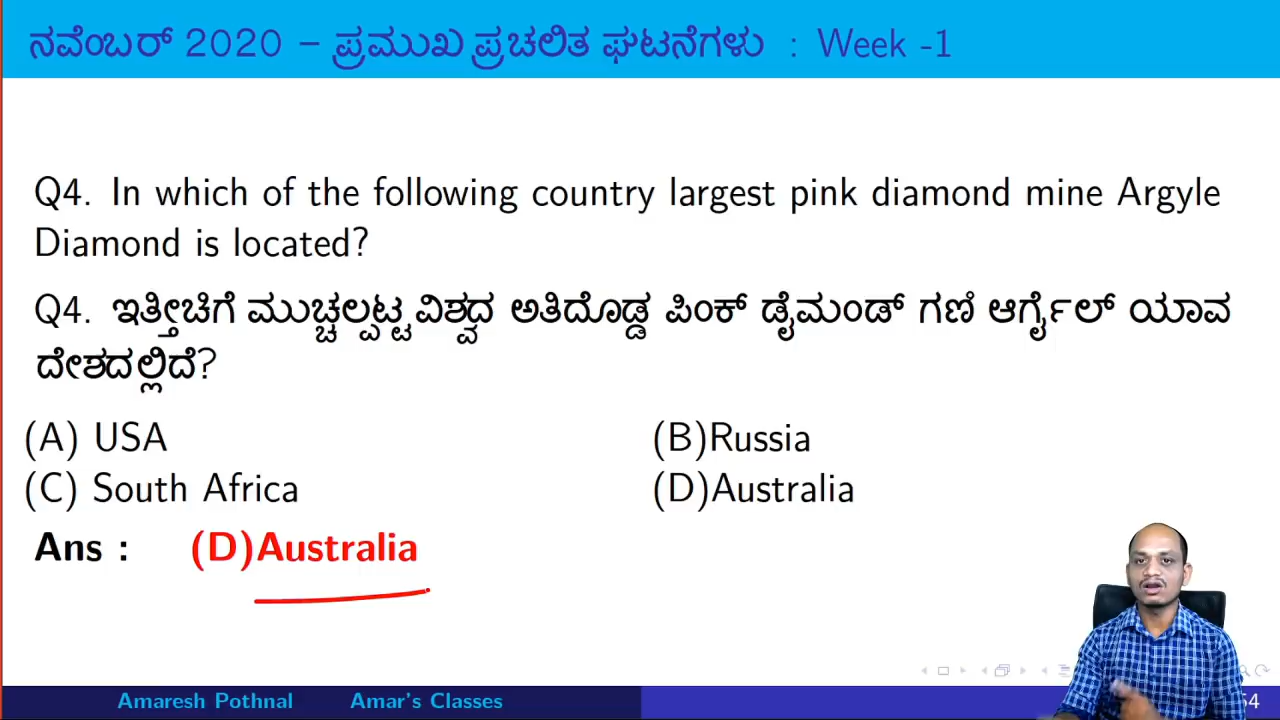 ನವೆಂಬರ್ 2020 – ಪ್ರಮುಖ ಪ್ರಚಲಿತ ಘಟನೆಗಳು : Week -1
Q4. In which of the following country largest pink diamond mine Argyle
Diamond is located?
Q4. ಇತ್ತೀಚಿಗೆ ಮುಚ್ಚಲ್ಪಟ್ಟ ವಿಶ್ವದ ಅತಿದೊಡ್ಡ ಪಿಂಕ್ ಡೈಮಂಡ್ ಗಣಿ ಆರ್ಗೈಲ್ ಯಾವ
ದೇಶದಲ್ಲಿದೆ?
(A) USA (B)Russia
(C) South Africa (D)Australia
Ans : (D)Australia
Amaresh Pothnal Amar's Classes 54